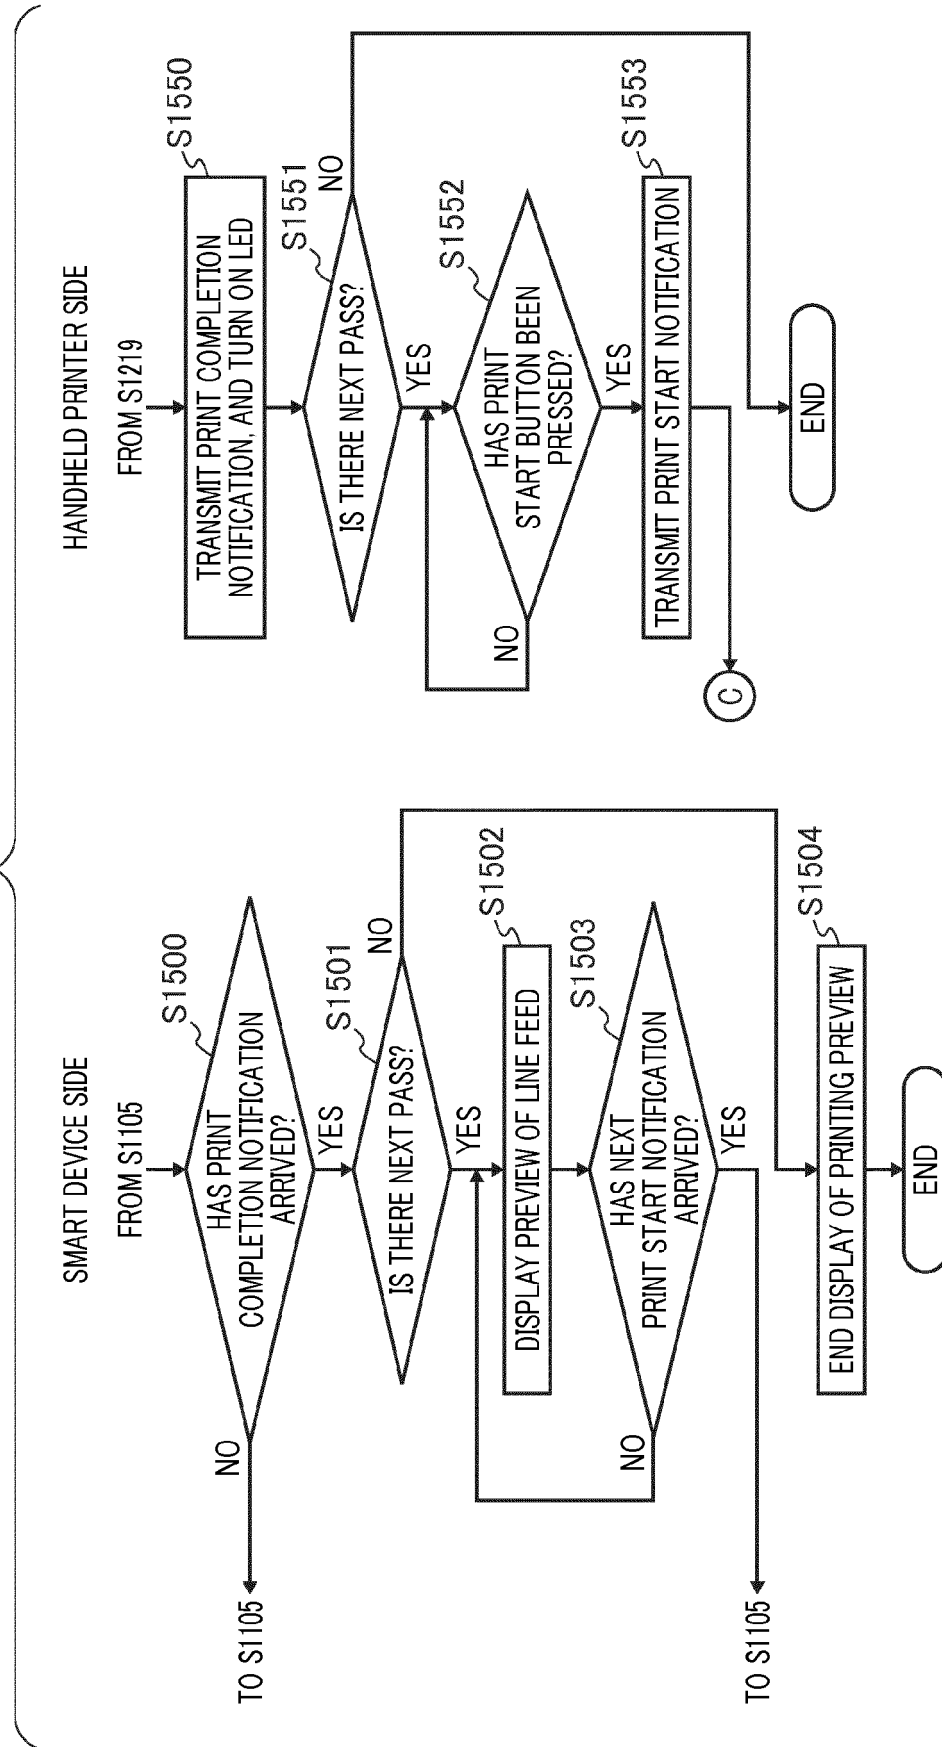 SMART DEVICE SIDE
FROM S1105
S1500
HAS PRINT
COMPLETION NOTIFICATION
ARRIVED?
NO
TO S1105
YES
S1501
IS THERE NEXT PASS?
NO
YES
S1502
DISPLAY PREVIEW OF LINE FEED
S1503
HAS NEXT
PRINT START NOTIFICATION
ARRIVED?
NO
YES
TO S1105
S1504
END DISPLAY OF PRINTING PREVIEW
END
HANDHELD PRINTER SIDE
FROM S1219
S1550
TRANSMIT PRINT COMPLETION
NOTIFICATION, AND TURN ON LED
S1551
IS THERE NEXT PASS?
NO
YES
S1552
HAS PRINT
START BUTTON BEEN
PRESSED?
NO
YES
S1553
TRANSMIT PRINT START NOTIFICATION
C
END